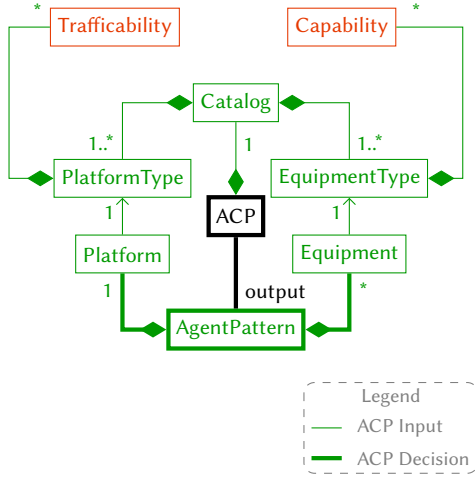 * *
Trafficability Capability
Catalog
1..* 1 1..*
PlatformType EquipmentType
1 ACP 1
Platform Equipment
1 output *
AgentPattern
Legend
ACP Input
ACP Decision